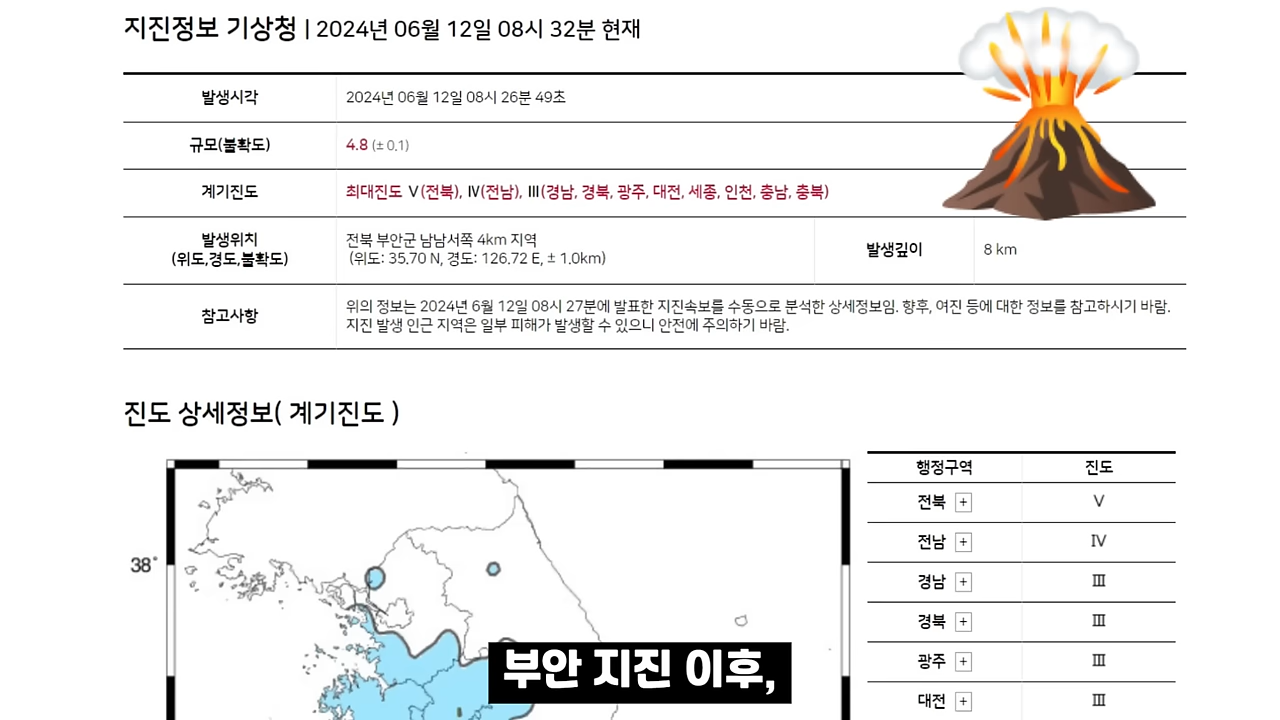 지진정보 기상청 | 2024년 06월 12일 08시 32분 현재
발생시각
2024년 06월 12일 08시 26분 49초
규모(불확도)
4.8 (± 0.1)
계기진도
최대진도 Ⅴ(전북), Ⅳ(전남), Ⅲ(경남, 경북, 광주, 대전, 세종, 인천, 충남, 충북)
발생위치
(위도,경도,불확도)
전북 부안군 남남서쪽 4km 지역
(위도: 35.70 N, 경도: 126.72 E, ± 1.0km)
발생깊이
8 km
참고사항
위의 정보는 2024년 6월 12일 08시 27분에 발표한 지진속보를 수동으로 분석한 상세정보임. 향후, 여진 등에 대한 정보를 참고하시기 바람.
지진 발생 인근 지역은 일부 피해가 발생할 수 있으니 안전에 주의하기 바람.
진도 상세정보( 계기진도 )
38°
행정구역 진도
전북 + Ⅴ
전남 + Ⅳ
경남 + Ⅲ
경북 + Ⅲ
광주 + Ⅲ
대전 + Ⅲ
부안 지진 이후,